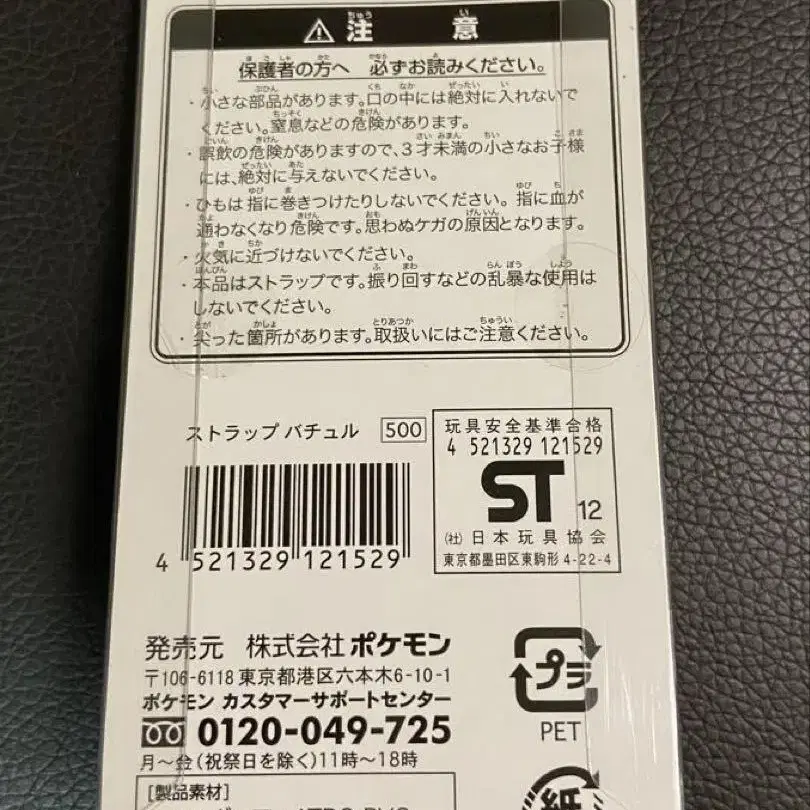 ⚠注意
保護者の方へ 必ずお読みください。
・小さな部品があります。口の中には絶対に入れないで
ください。窒息などの危険があります。
・誤飲の危険がありますので、3才未満の小さなお子様
には、絶対に与えないでください。
・ひもは指に巻きつけたりしないでください。指に血が
通わなくなり危険です。思わぬケガの原因となります。
・火気に近づけないでください。
・本品はストラップです。振り回すなどの乱暴な使用は
しないでください。
・尖った箇所があります。取扱いにはご注意ください。
ストラップ バチュル 500
4 521329 121529
玩具安全基準合格
4 521329 121529
ST 12
(社)日本玩具協会
東京都墨田区東駒形 4-22-4
発売元 株式会社 ポケモン
〒106-6118 東京都港区六本木6-10-1
ポケモン カスタマーサポートセンター
0120-049-725
月～金(祝祭日を除く)11時～18時
プラ
PET
紙
[製品素材]